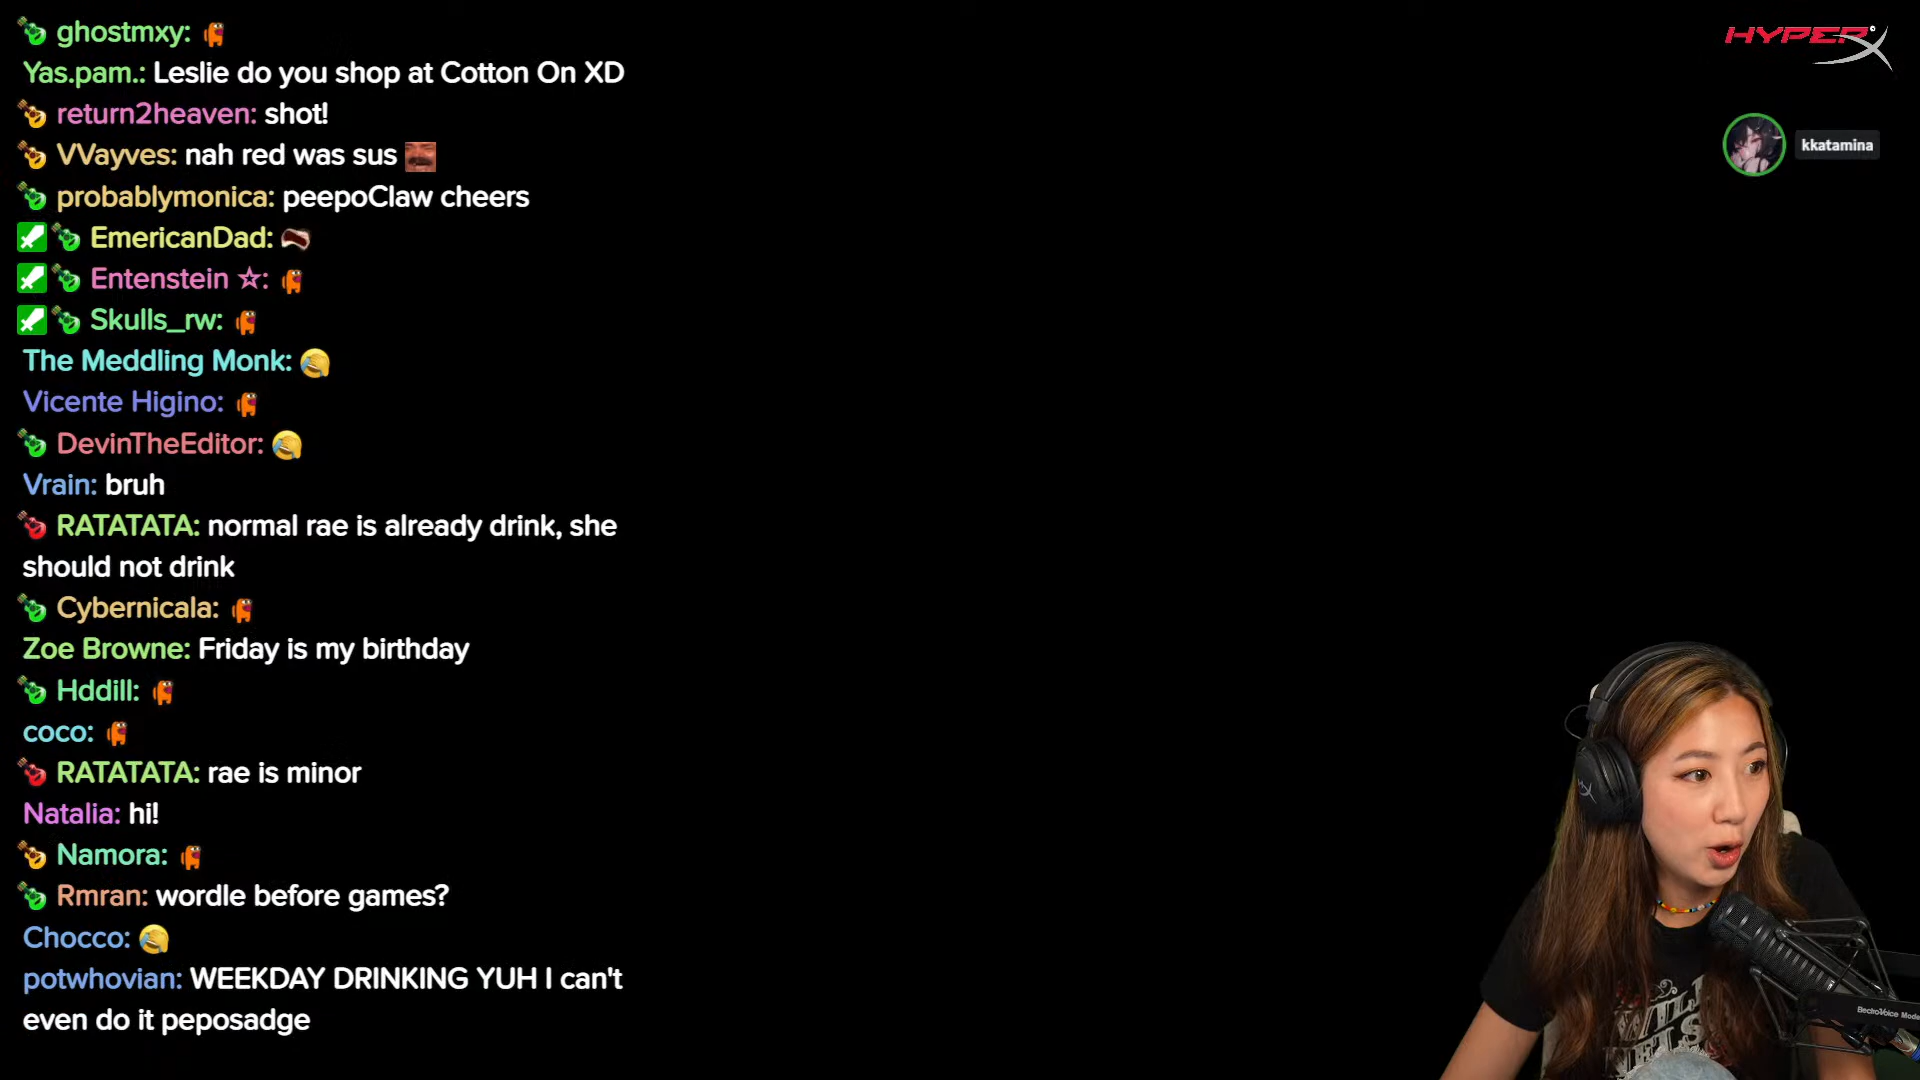 ghostmxy:
Yas.pam.: Leslie do you shop at Cotton On XD
return2heaven: shot!
VVayves: nah red was sus
probablymonica: peepoClaw cheers
EmericanDad:
Entenstein ☆:
Skulls_rw:
The Meddling Monk:
Vicente Higino:
DevinTheEditor:
Vrain: bruh
RATATATA: normal rae is already drink, she
should not drink
Cybernicala:
Zoe Browne: Friday is my birthday
Hddill:
coco:
RATATATA: rae is minor
Natalia: hi!
Namora:
Rmran: wordle before games?
Chocco:
potwhovian: WEEKDAY DRINKING YUH I can't
even do it peposadge
HYPERX
kkatamina
ElectroVoice